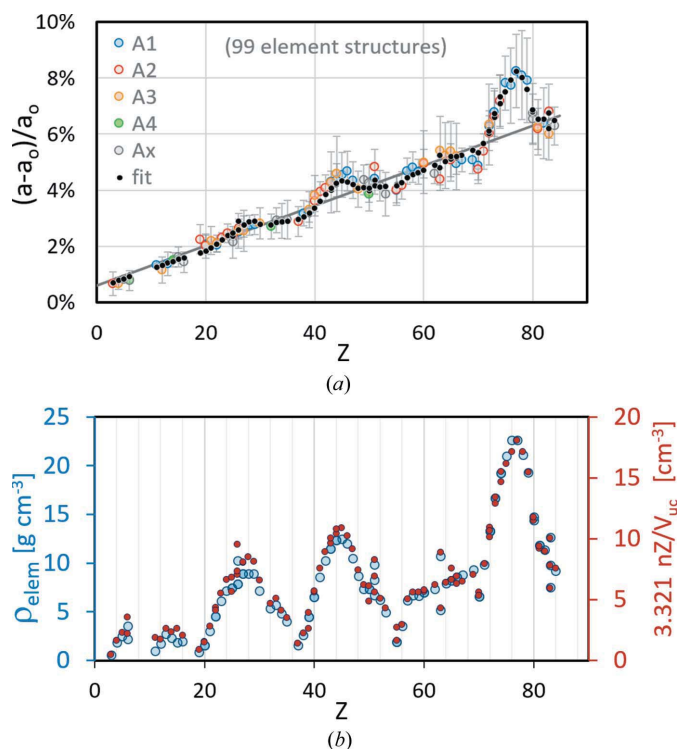 10%
8%
6%
4%
2%
0%
(a-aₒ)/aₒ
(99 element structures)
A1
A2
A3
A4
Ax
fit
0 20 40 60 80
Z
(a)
25
20
15
10
5
0
ρelem [g cm-3]
20
15
10
5
0
3.321 nZ/Vuc [cm-3]
0 20 40 60 80
Z
(b)